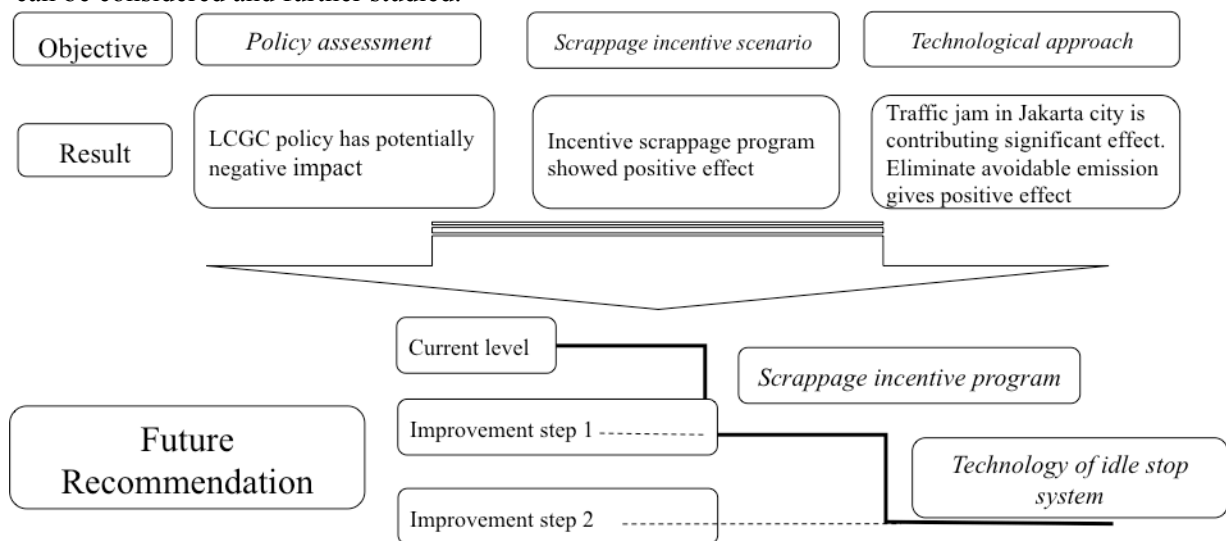 can be considered and further studied.
Objective
Policy assessment
Scrappage incentive scenario
Technological approach
Result
LCGC policy has potentially
negative impact
Incentive scrappage program
showed positive effect
Traffic jam in Jakarta city is
contributing significant effect.
Eliminate avoidable emission
gives positive effect
Current level
Scrappage incentive program
Future
Recommendation
Improvement step 1
Technology of idle stop
system
Improvement step 2